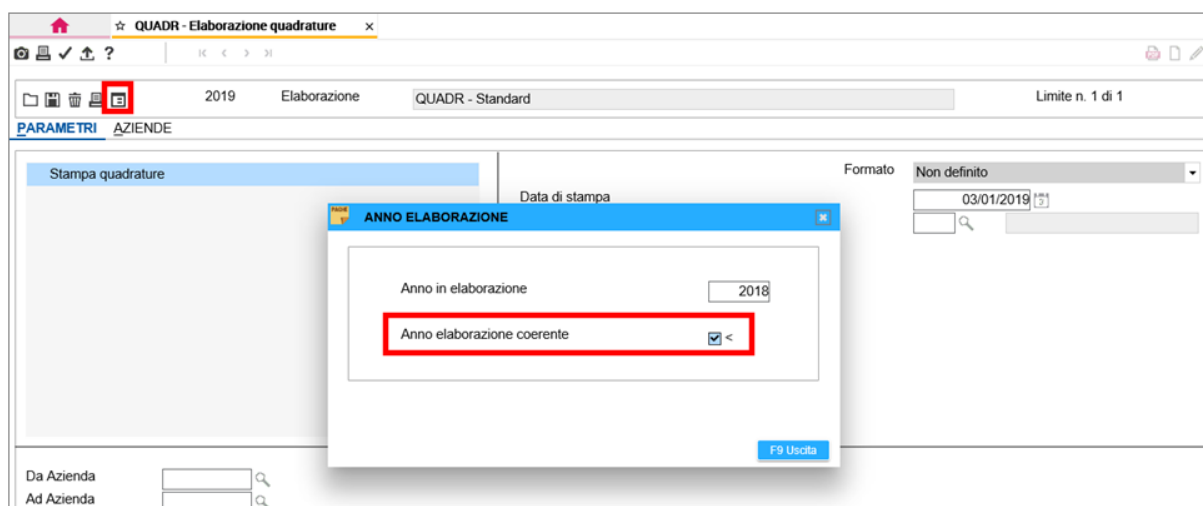 QUADR - Elaborazione quadrature ×
?
2019 Elaborazione QUADR - Standard Limite n. 1 di 1
PARAMETRI AZIENDE
Stampa quadrature
Formato Non definito
Data di stampa 03/01/2019
ANNO ELABORAZIONE
Anno in elaborazione 2018
Anno elaborazione coerente <
F9 Uscita
Da Azienda
Ad Azienda